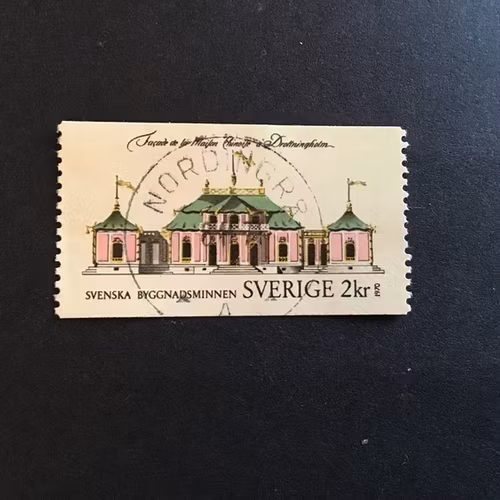 Façade de la Maison Chinoise à Drottningholm
NORDINGRÅ
SVENSKA BYGGNADSMINNEN SVERIGE 2kr 1970
A